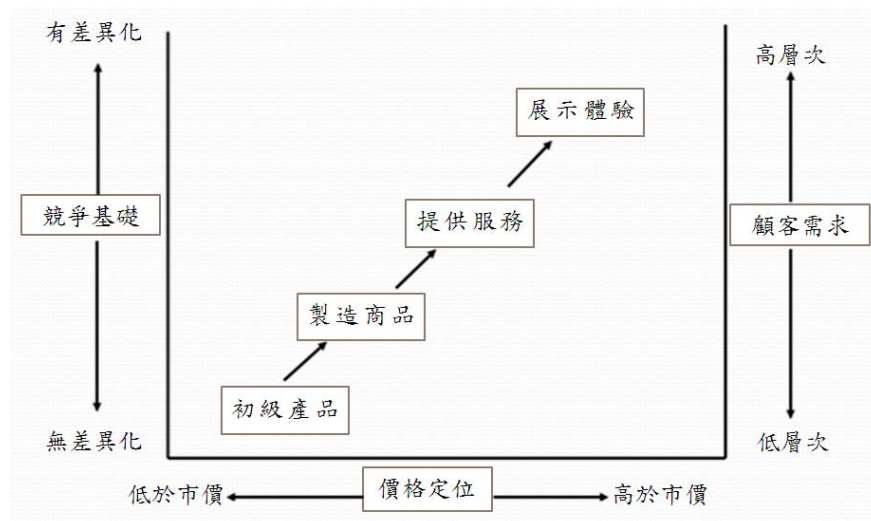 有差異化
高層次
展示體驗
競爭基礎
提供服務
顧客需求
製造商品
初級產品
無差異化
低層次
低於市價
價格定位
高於市價